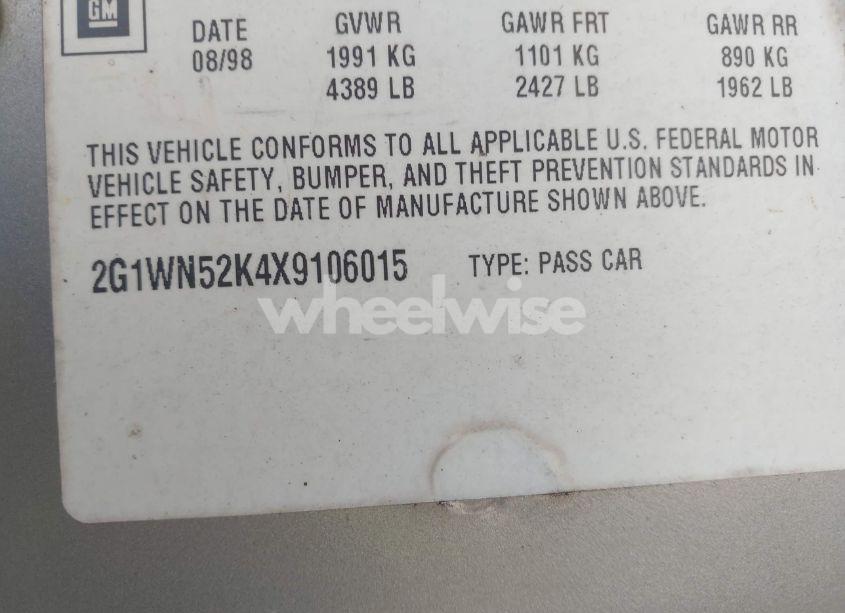 GM
DATE GVWR GAWR FRT GAWR RR
08/98 1991 KG 1101 KG 890 KG
4389 LB 2427 LB 1962 LB
THIS VEHICLE CONFORMS TO ALL APPLICABLE U.S. FEDERAL MOTOR
VEHICLE SAFETY, BUMPER, AND THEFT PREVENTION STANDARDS IN
EFFECT ON THE DATE OF MANUFACTURE SHOWN ABOVE.
2G1WN52K4X9106015 TYPE: PASS CAR
wheelwise